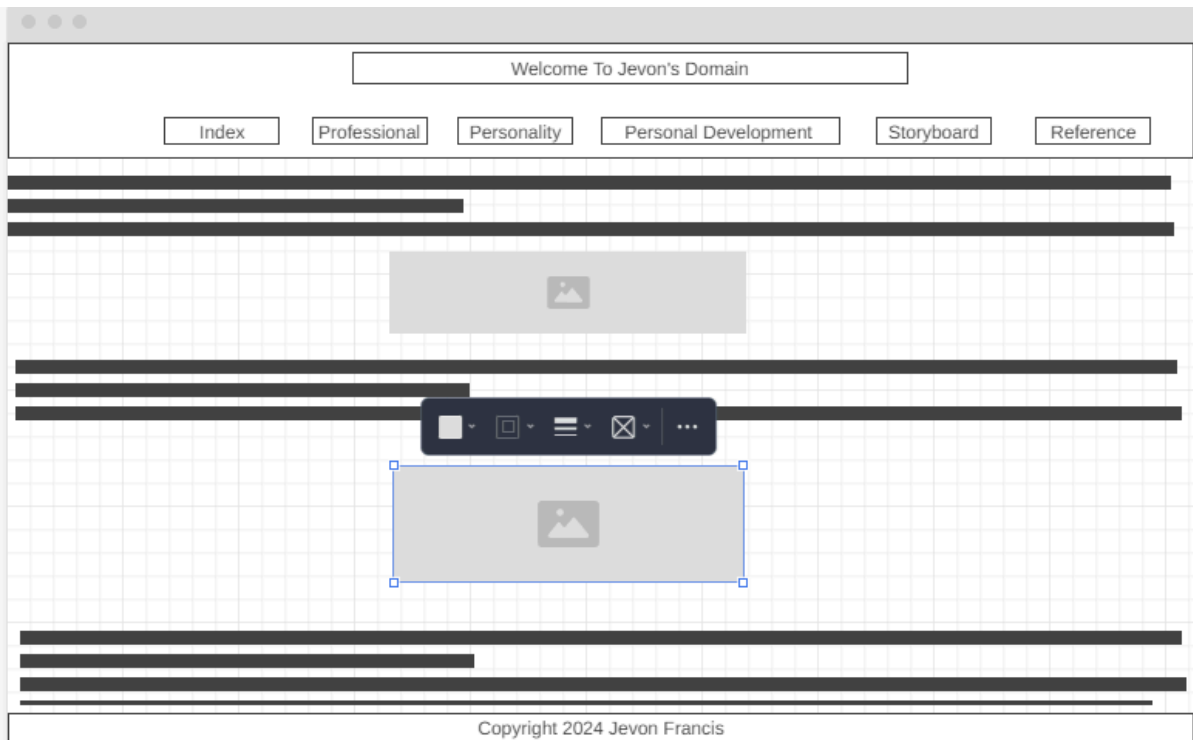 Welcome To Jevon's Domain
Index Professional Personality Personal Development Storyboard Reference
Copyright 2024 Jevon Francis